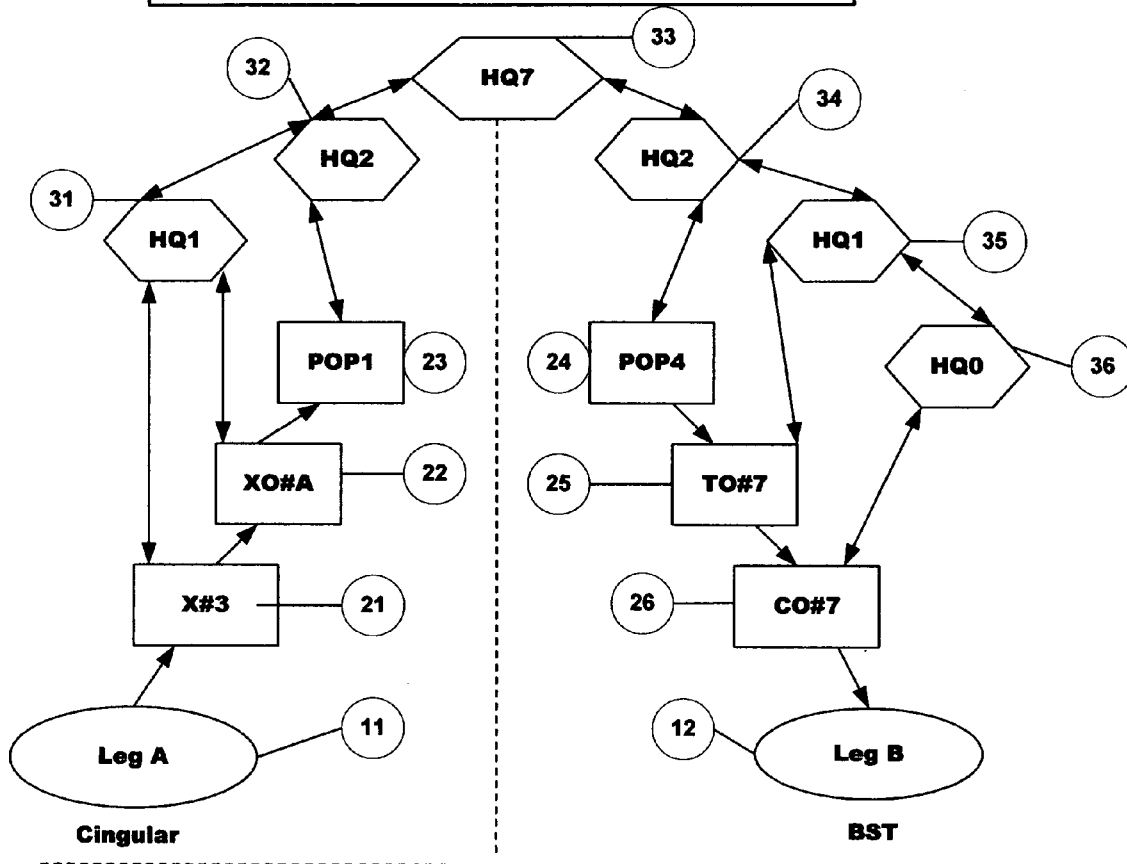 33
HQ7
32
34
HQ2
HQ2
31
HQ1
HQ1
35
POP1
23
24
POP4
HQ0
36
XO#A
22
25
TO#7
X#3
21
26
CO#7
Leg A
11
12
Leg B
Cingular
BST